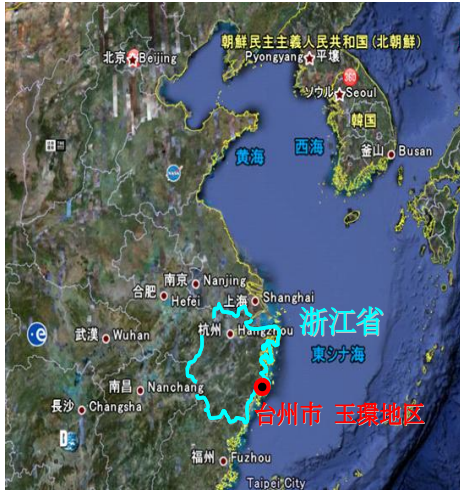 朝鮮民主主義人民共和国(北朝鮮)
北京 Beijing
Pyongyang 平壌
ソウル Seoul
韓国
黄海
西海
釜山 Busan
南京 Nanjing
合肥 Hefei
上海 Shanghai
杭州 Hangzhou
浙江省
武漢 Wuhan
東シナ海
南昌 Nanchang
長沙 Changsha
台州市 玉環地区
福州 Fuzhou
Taipei City